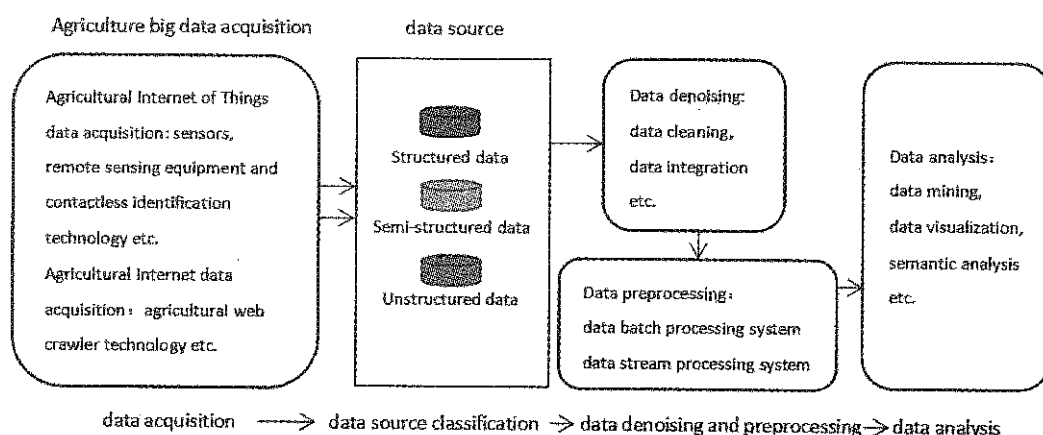 Agriculture big data acquisition
data source
Agricultural Internet of Things
data acquisition: sensors,
remote sensing equipment and
contactless identification
technology etc.
Agricultural Internet data
acquisition: agricultural web
crawler technology etc.
Structured data
Semi-structured data
Unstructured data
Data denoising:
data cleaning,
data integration
etc.
Data preprocessing:
data batch processing system
data stream processing system
Data analysis:
data mining,
data visualization,
semantic analysis
etc.
data acquisition → data source classification → data denoising and preprocessing → data analysis